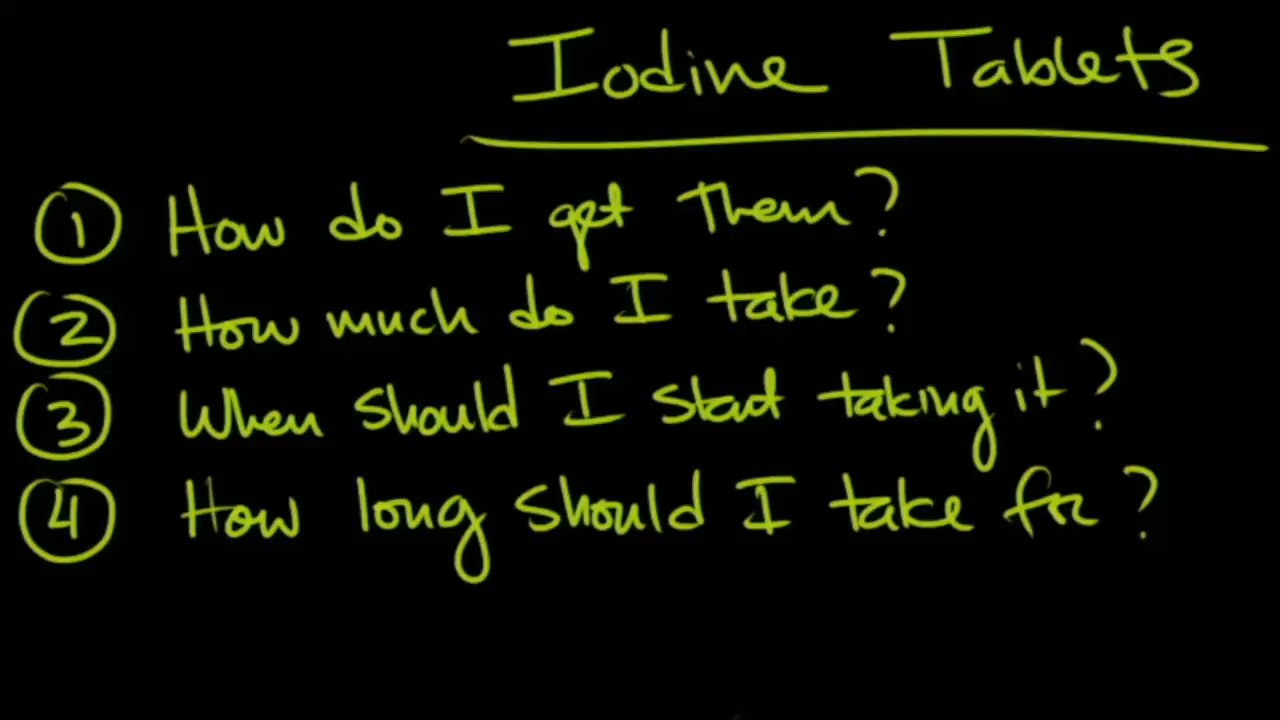 Iodine Tablets
1 How do I get them?
2 How much do I take?
3 When should I start taking it?
4 How long should I take for?